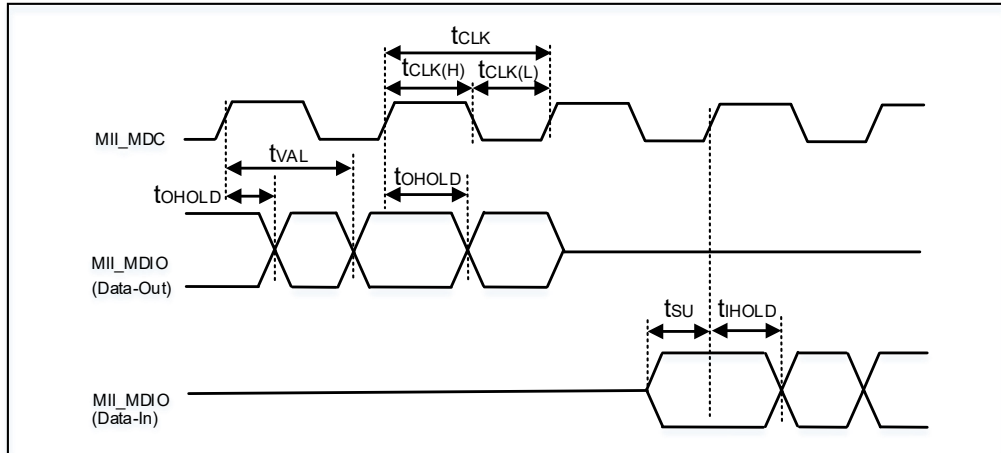 tCLK
tCLK(H) tCLK(L)
MII_MDC
tVAL
tOHOLD tOHOLD
MII_MDIO
(Data-Out)
tSU tIHOLD
MII_MDIO
(Data-In)